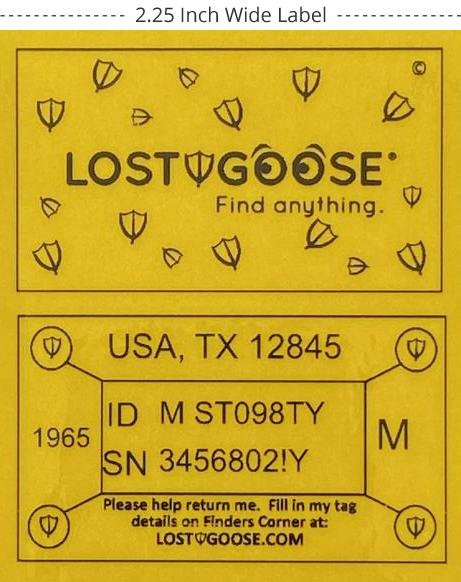 2.25 Inch Wide Label
©
LOSTGOOSE®
Find anything.
USA, TX 12845
1965
ID M ST098TY
SN 3456802!Y
M
Please help return me. Fill in my tag
details on Finders Corner at:
LOSTGOOSE.COM